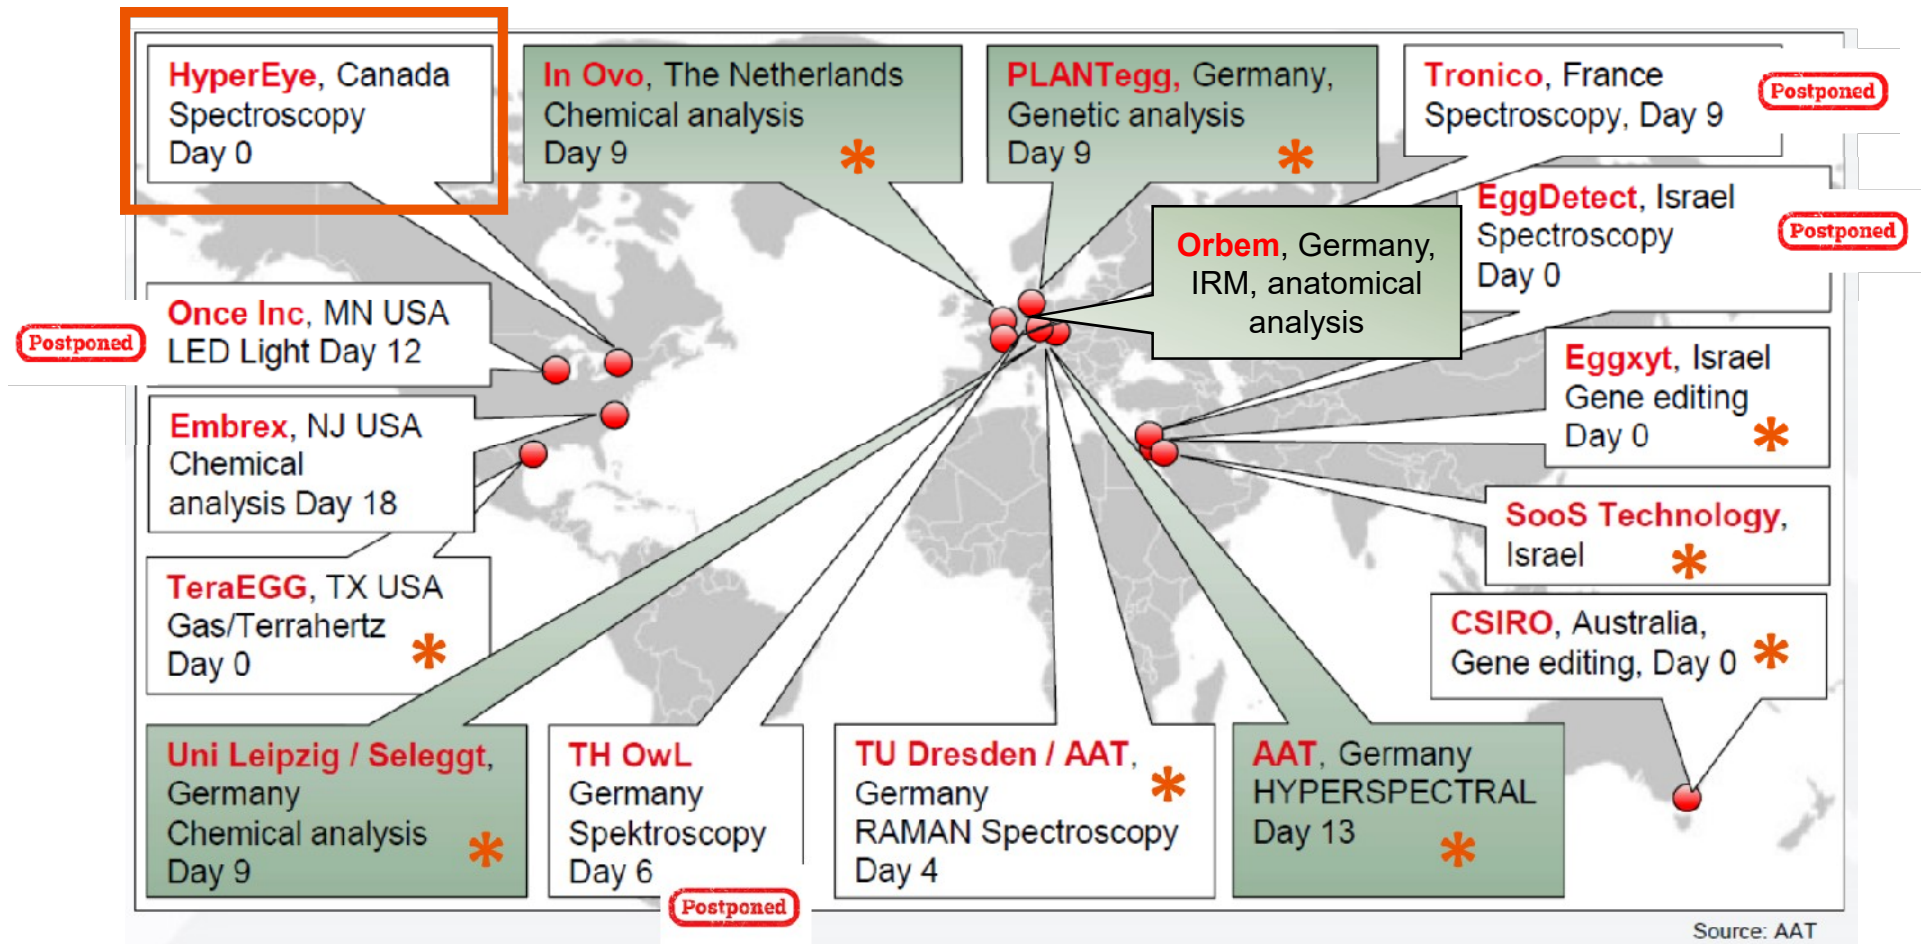 HyperEye, Canada
Spectroscopy
Day 0
In Ovo, The Netherlands
Chemical analysis
Day 9
*
PLANTegg, Germany,
Genetic analysis
Day 9
*
Tronico, France
Spectroscopy, Day 9
Postponed
EggDetect, Israel
Spectroscopy
Day 0
Postponed
Orbem, Germany,
IRM, anatomical
analysis
Once Inc, MN USA
LED Light Day 12
Postponed
Eggxyt, Israel
Gene editing
Day 0
*
Embrex, NJ USA
Chemical
analysis Day 18
SooS Technology,
Israel
*
TeraEGG, TX USA
Gas/Terrahertz
Day 0
*
CSIRO, Australia,
Gene editing, Day 0
*
Uni Leipzig / Seleggt,
Germany
Chemical analysis
Day 9
*
TH OwL
Germany
Spektroscopy
Day 6
Postponed
TU Dresden / AAT,
Germany
RAMAN Spectroscopy
Day 4
*
AAT, Germany
HYPERSPECTRAL
Day 13
*
Source: AAT